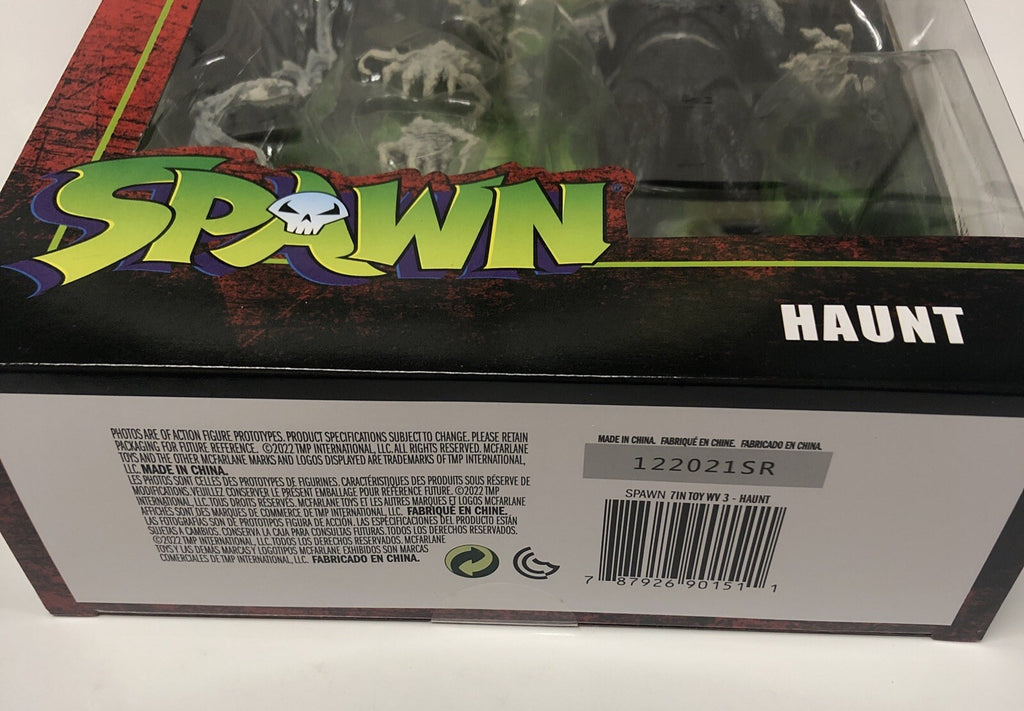 SPAWN®
HAUNT
PHOTOS ARE OF ACTION FIGURE PROTOTYPES. PRODUCT SPECIFICATIONS SUBJECT TO CHANGE. PLEASE RETAIN
PACKAGING FOR FUTURE REFERENCE. ©2022 TMP INTERNATIONAL, LLC. ALL RIGHTS RESERVED. MCFARLANE
TOYS AND THE OTHER MCFARLANE MARKS AND LOGOS DISPLAYED ARE TRADEMARKS OF TMP INTERNATIONAL,
LLC. MADE IN CHINA.
LES PHOTOS SONT CELLES DES PROTOTYPES DE FIGURINES. CARACTÉRISTIQUES DES PRODUITS SOUS RÉSERVE DE
MODIFICATIONS. VEUILLEZ CONSERVER LE PRÉSENT EMBALLAGE POUR RÉFÉRENCE FUTURE. ©2022 TMP
INTERNATIONAL, LLC. TOUS DROITS RÉSERVÉS. MCFARLANE TOYS ET LES AUTRES MARQUES ET LOGOS MCFARLANE
AFFICHÉS SONT DES MARQUES DE COMMERCE DE TMP INTERNATIONAL, LLC. FABRIQUÉ EN CHINE.
LAS FOTOGRAFÍAS SON DE PROTOTIPOS FIGURA DE ACCIÓN. LAS ESPECIFICACIONES DEL PRODUCTO ESTÁN
SUJETAS A CAMBIOS. CONSERVA LA CAJA PARA CONSULTAS FUTURAS. TODOS LOS DERECHOS RESERVADOS.
©2022 TMP INTERNATIONAL, LLC. TODOS LOS DERECHOS RESERVADOS. MCFARLANE
TOYS Y LAS DEMÁS MARCAS Y LOGOTIPOS MCFARLANE EXHIBIDOS SON MARCAS
COMERCIALES DE TMP INTERNATIONAL, LLC. FABRICADO EN CHINA.
MADE IN CHINA. FABRIQUÉ EN CHINE. FABRICADO EN CHINA.
122021SR
SPAWN 7IN TOY WV 3 - HAUNT
7 87926 90151 1